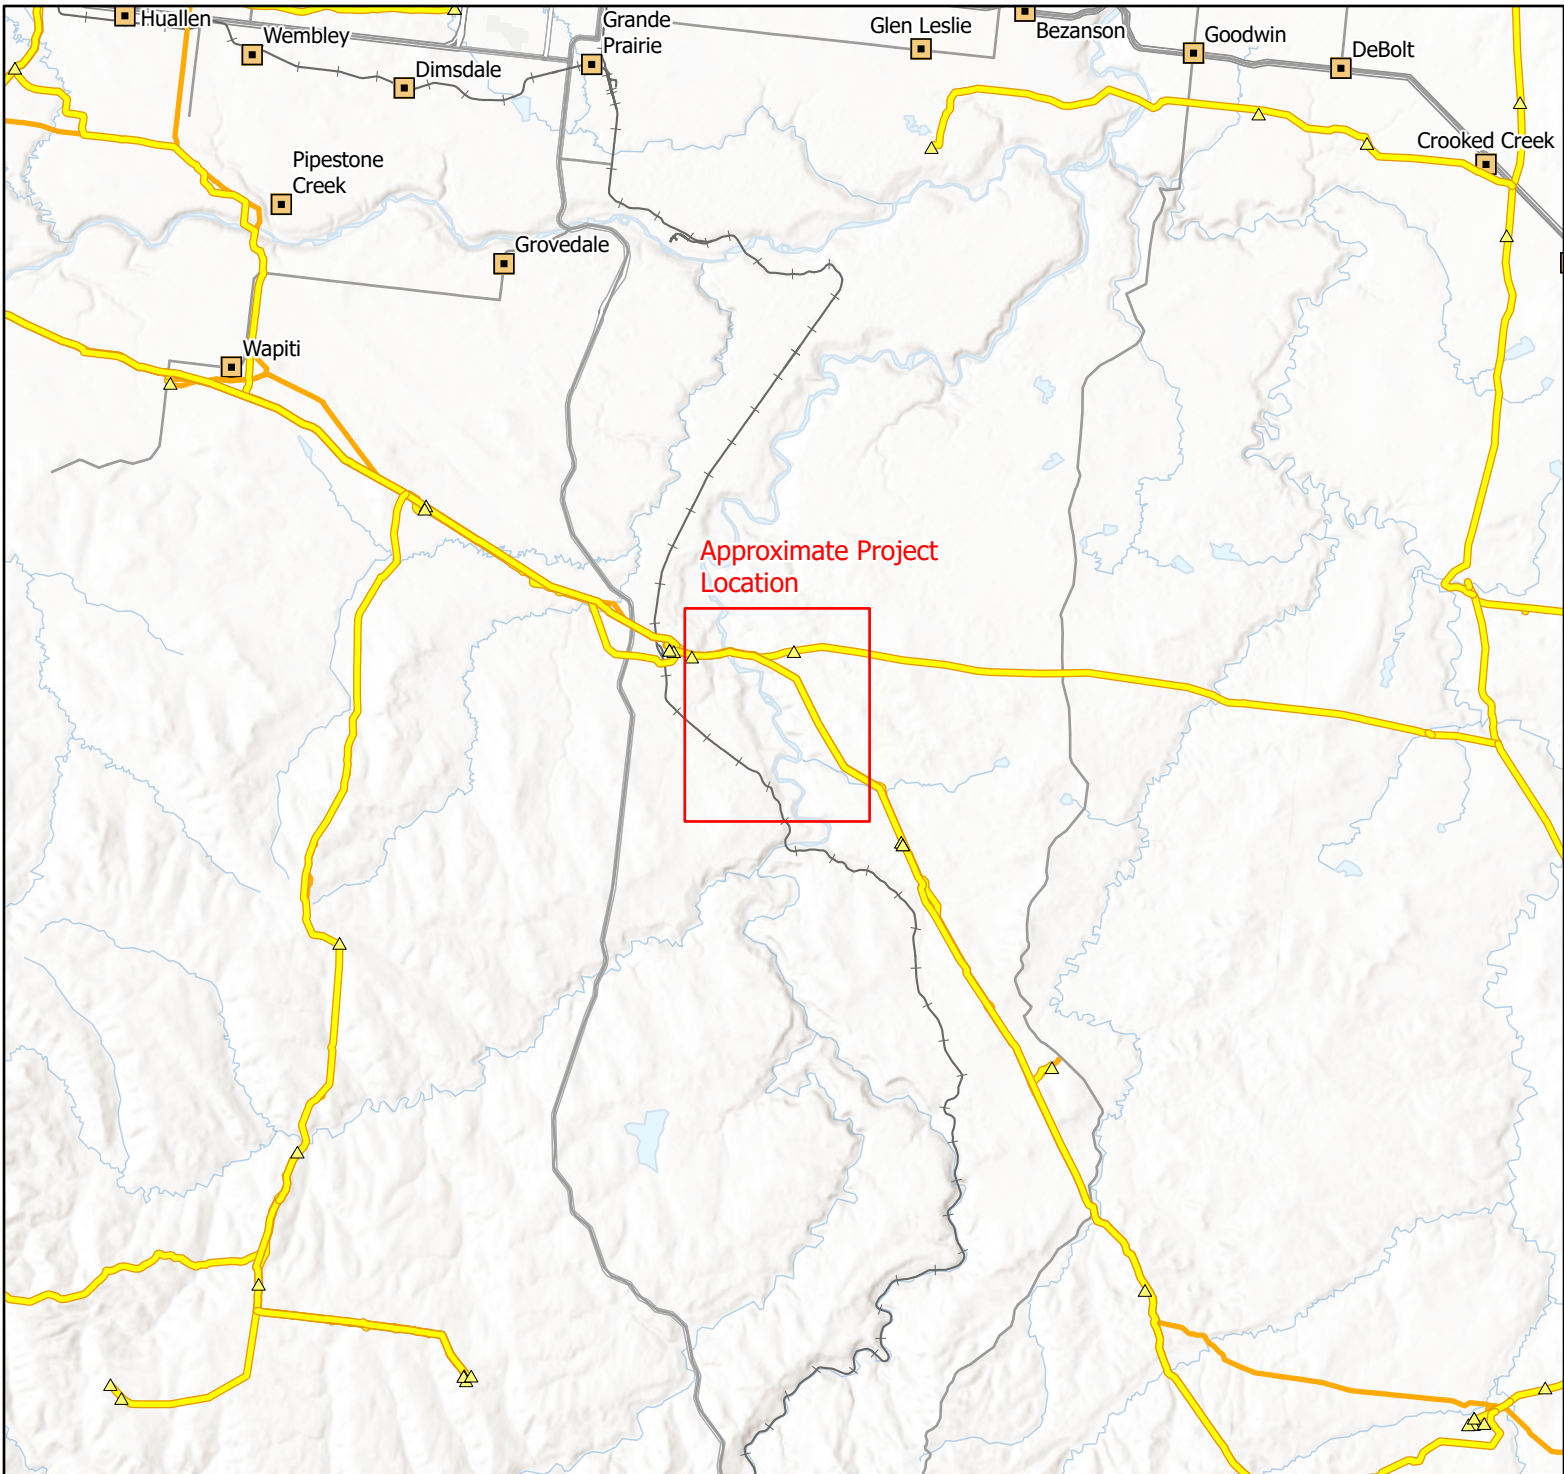 Huallen
Wembley
Dimsdale
Grande
Prairie
Glen Leslie
Bezanson
Goodwin
DeBolt
Crooked Creek
Pipestone
Creek
Grovedale
Wapiti
Approximate Project
Location